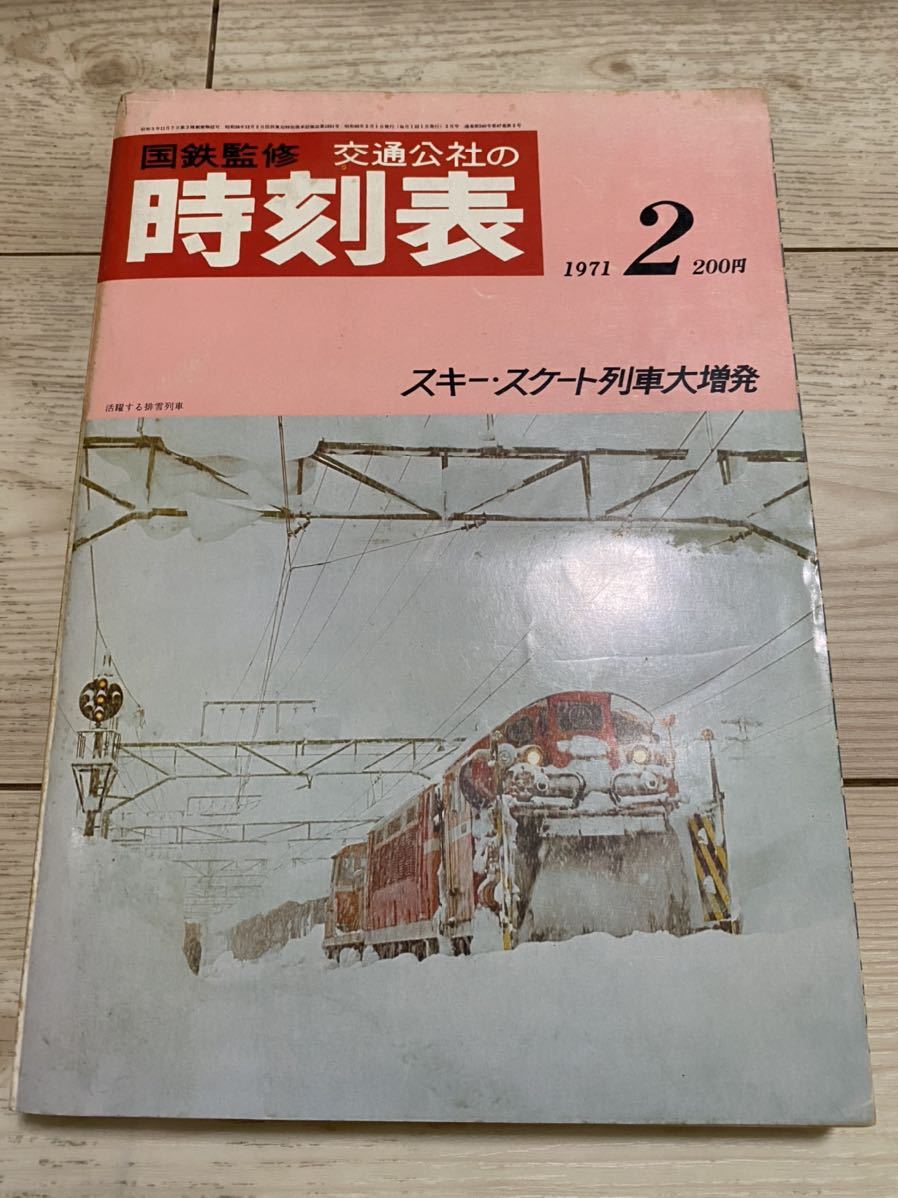 国鉄監修 交通公社の
時刻表
1971 2 200円
スキー・スケート列車大増発
活躍する排雪列車